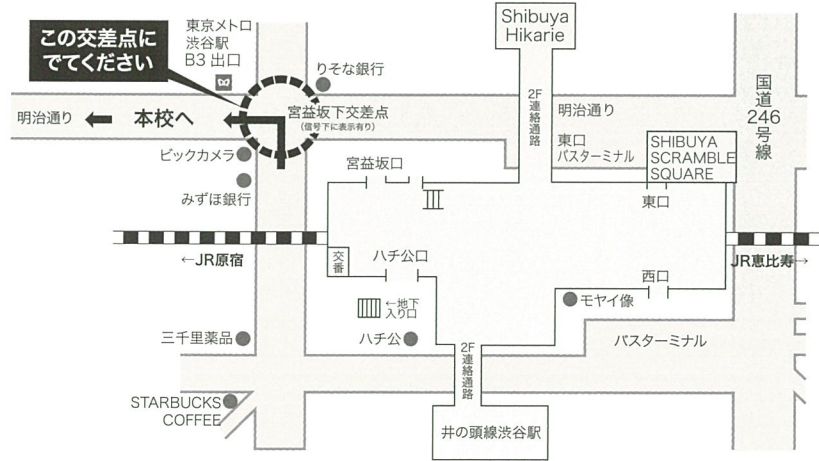 この交差点に
でてください
東京メトロ
渋谷駅
B3 出口
りそな銀行
Shibuya
Hikarie
明治通り
本校へ
宮益坂下交差点
(信号下に表示有り)
2F連絡通路
明治通り
国道246号線
東口
バスターミナル
SHIBUYA
SCRAMBLE
SQUARE
ビックカメラ
みずほ銀行
宮益坂口
東口
←JR原宿
交番
ハチ公口
西口
JR恵比寿→
←地下
入り口
モヤイ像
三千里薬品
ハチ公
2F連絡通路
バスターミナル
STARBUCKS
COFFEE
井の頭線渋谷駅